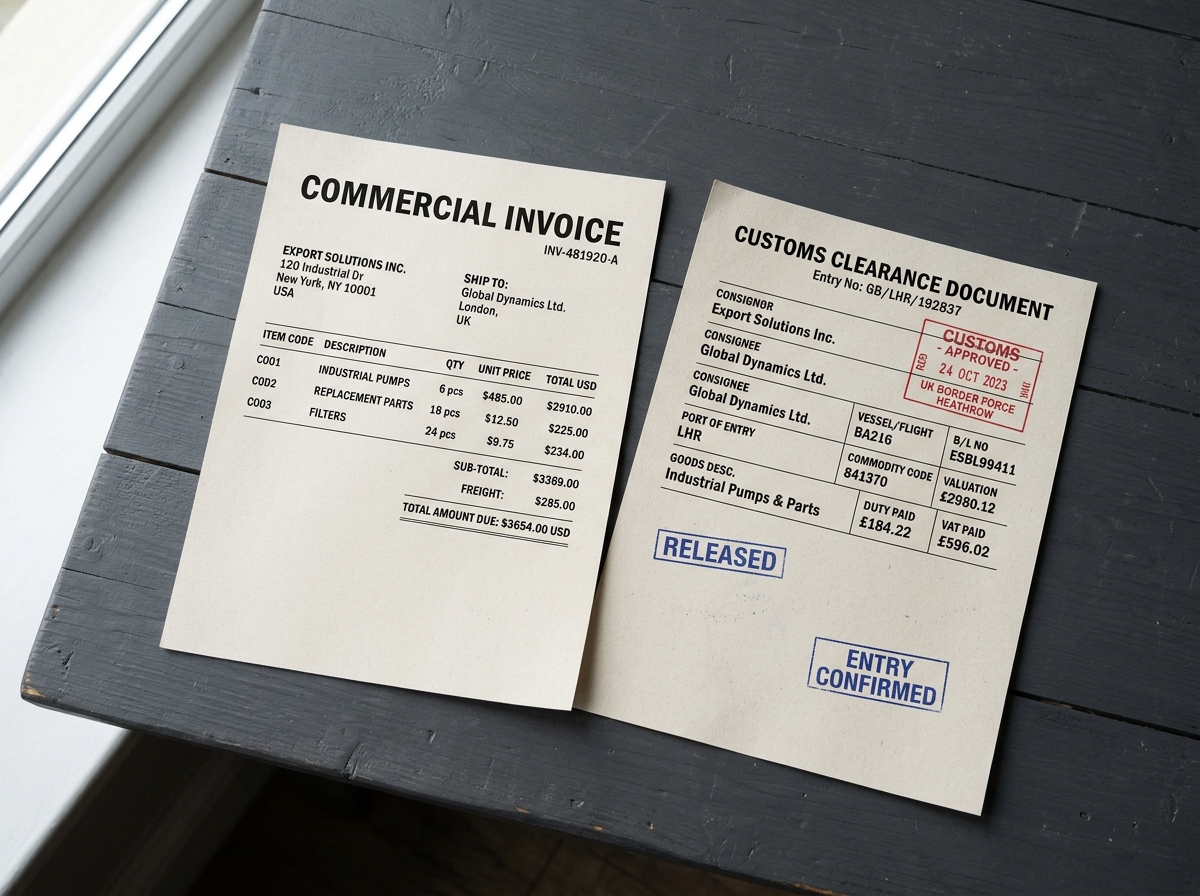 COMMERCIAL INVOICE
INV-481920-A
EXPORT SOLUTIONS INC.
120 Industrial Dr
New Yurk, NY 10001
USA
SHIP TO:
Global Dynamics Ltd.
London,
UK
ITEM CODE DESCRIPTION QTY UNIT PRICE TOTAL USD
C001 INDUSTRIAL PUMPS 6 pcs $485.00 $2910.00
C0D2 REPLACEMENT PARTS 18 pcs $12.50 $225.00
C003 FILTERS 24 pcs $9.75 $234.00
SUB-TOTAL: $3369.00
FREIGHT: $285.00
TOTAL AMOUNT DUE: $3654.00 USD
CUSTOMS CLEARANCE DOCUMENT
Entry No: GB/LHR/192837
CONSIGNØR
Export Solutions Inc.
CONSIGNEE
Global Dynamics Ltd.
CONSIGNEE
Global Dynamics Ltd.
VESSEL/FLIGHT
BA216
B/L NO
ESBL99411
PORT OF ENTRY
LHR
COMMODITY CODE
841370
VALUATION
£2980.12
GOODS DESC.
Industrial Pumps & Parts
DUTY PAID
£184.22
VAT PAID
£596.02
CUSTOMS
- APPROVED -
24 OCT 2023
UK BORDER PORCE
HEATHROW
RELEASED
ENTRY
CONFIRMED